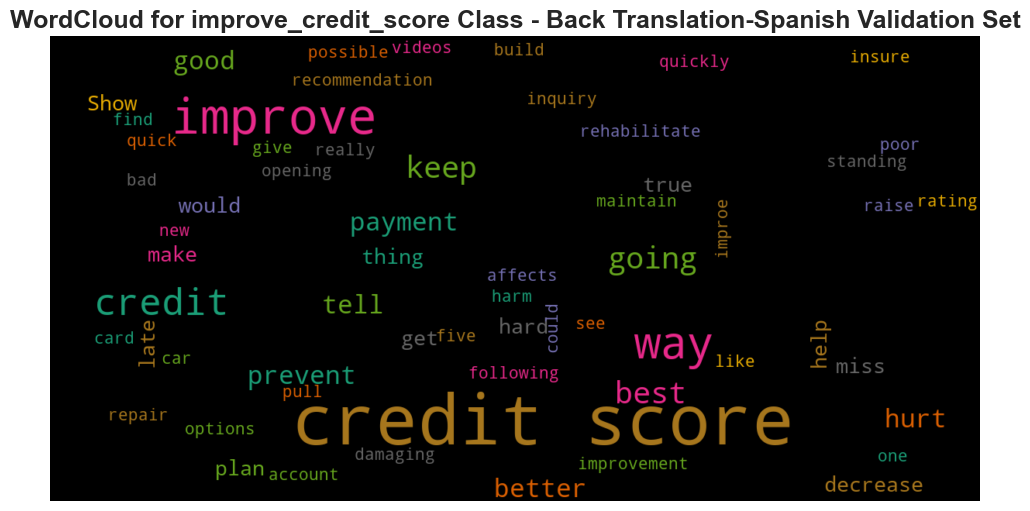 WordCloud for improve_credit_score Class - Back Translation-Spanish Validation Set
good possible videos build quickly insure
recommendation
Show improve inquiry
find rehabilitate
quick give really poor
bad opening keep standing
true
would maintain raise rating
new payment improe
make thing going
affects
credit tell harm
card late get five hard could see way like help miss
car
prevent following
pull best
repair credit score hurt
options
plan account damaging improvement one
better decrease